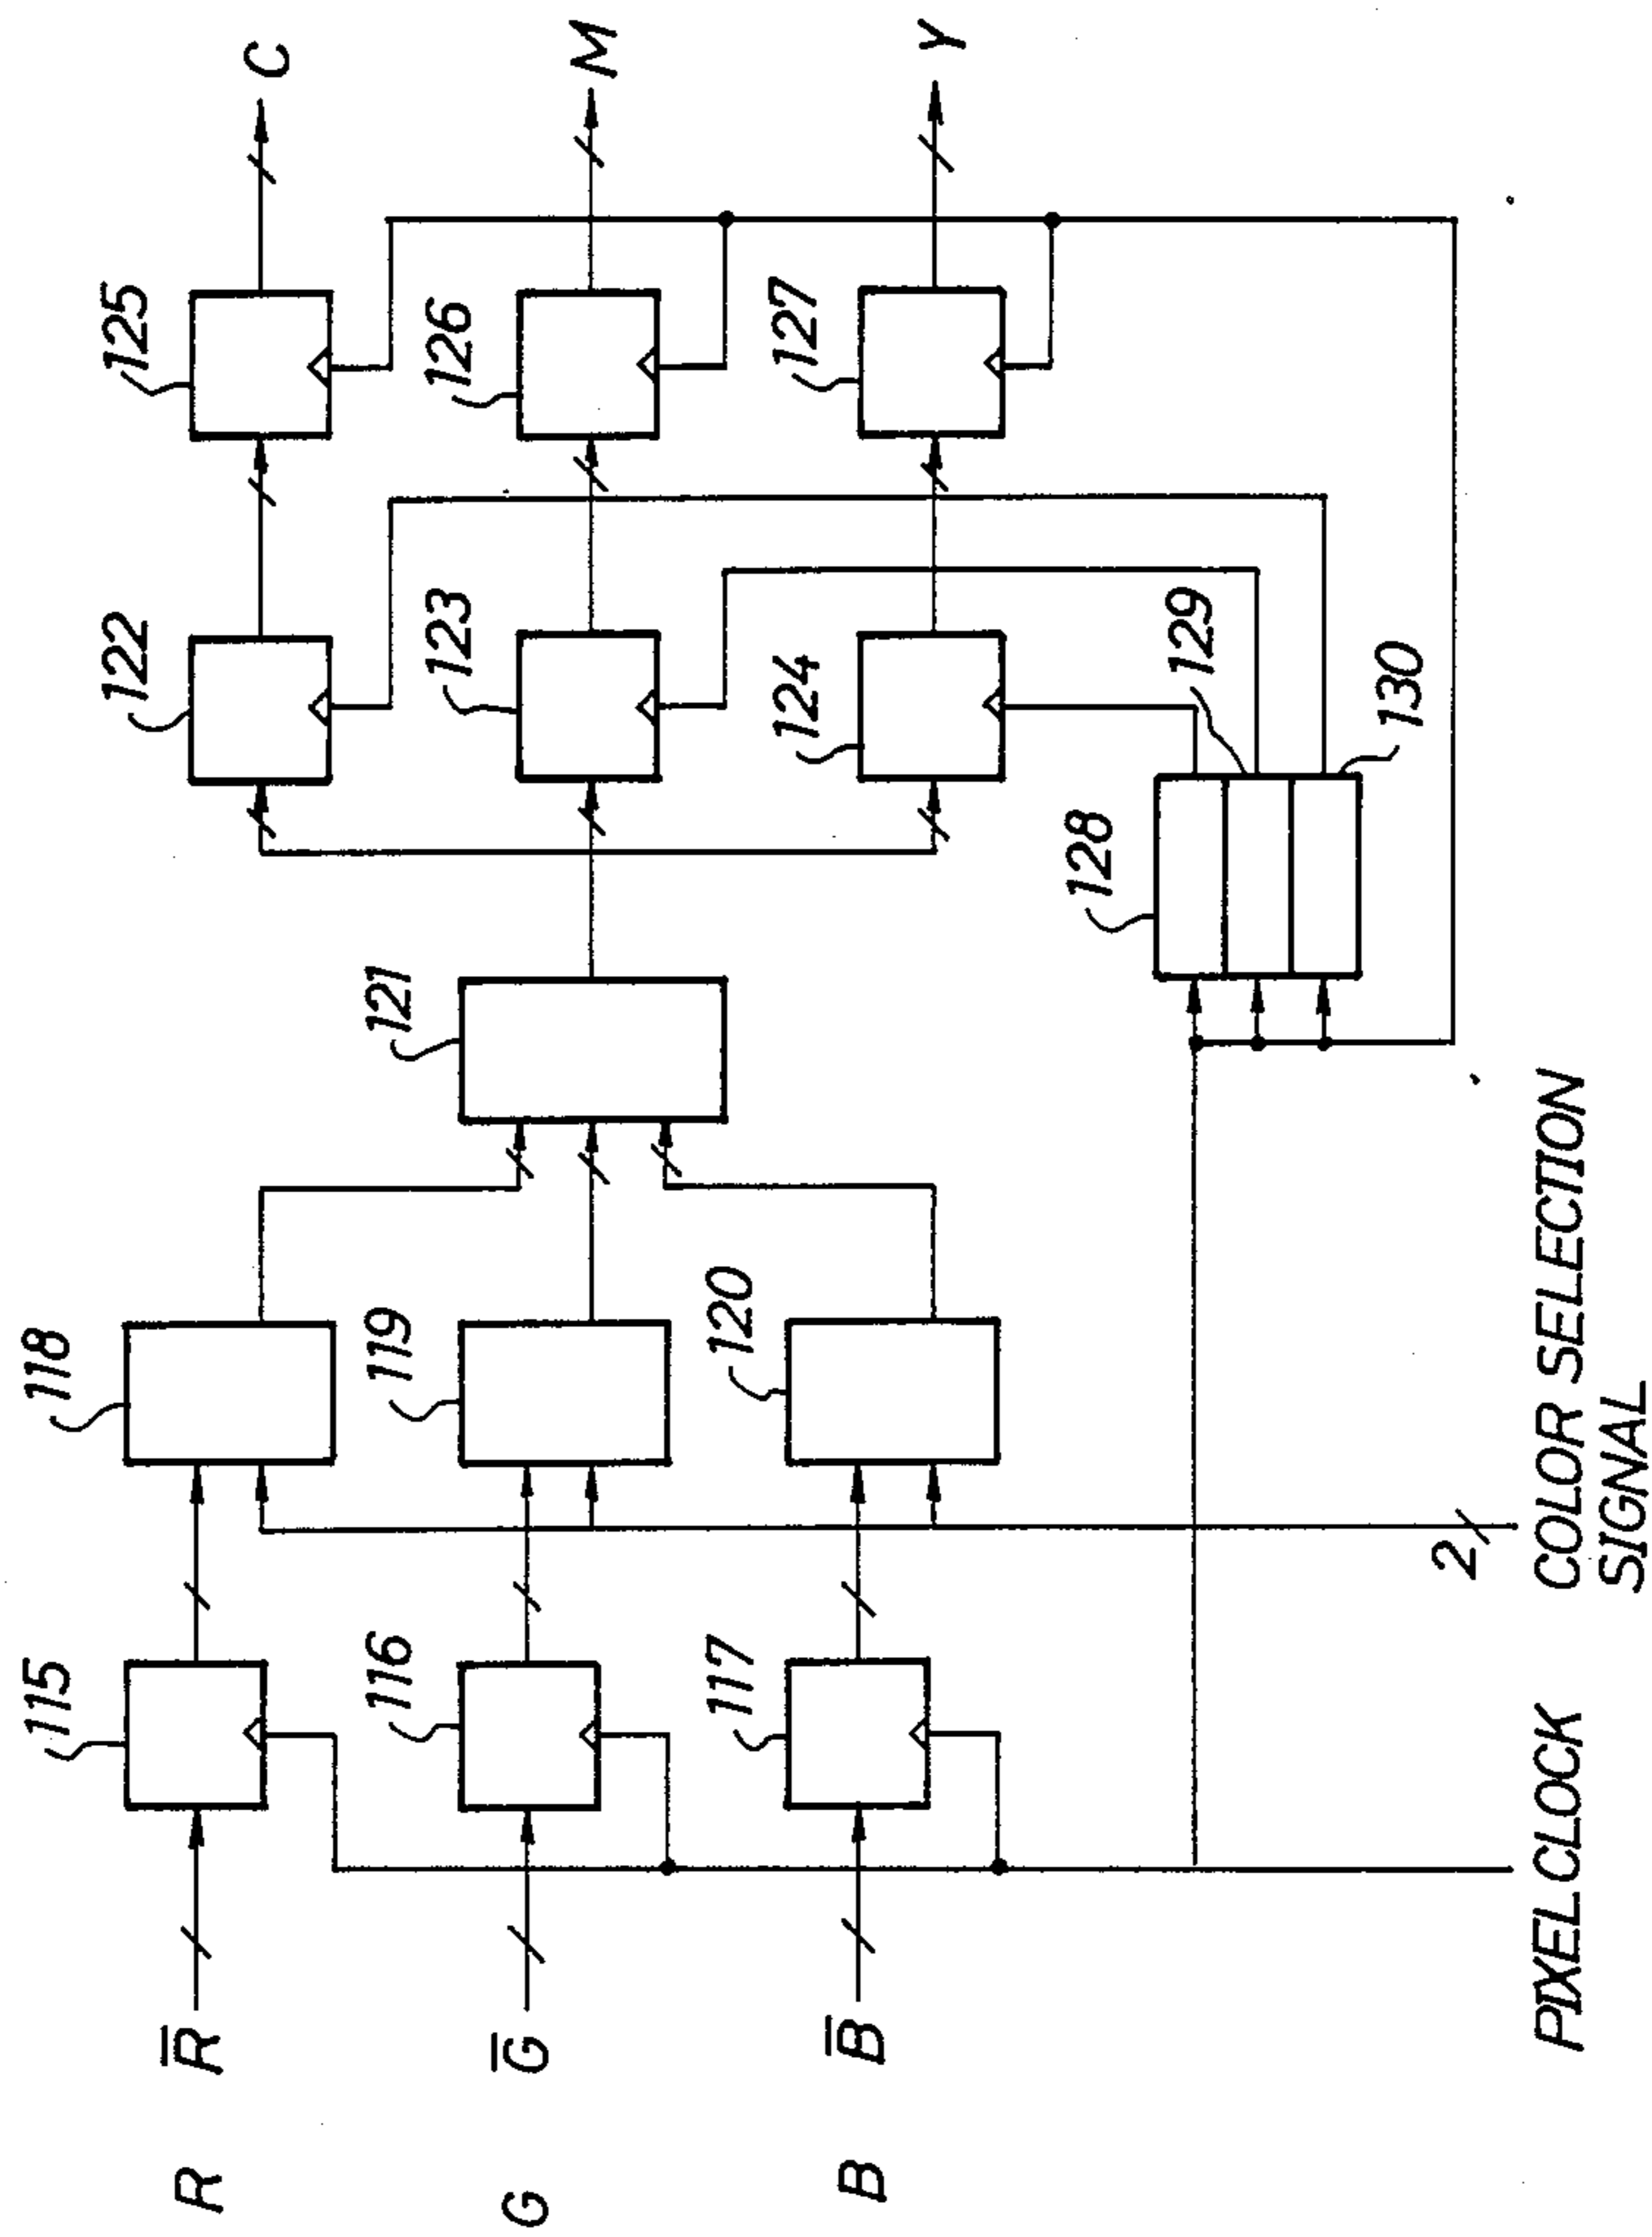 R
R̅
115
118
121
122
125
C
G
G̅
116
119
123
126
M
B
B̅
117
120
124
127
Y
128
129
130
2
PIXEL CLOCK
COLOR SELECTION
SIGNAL